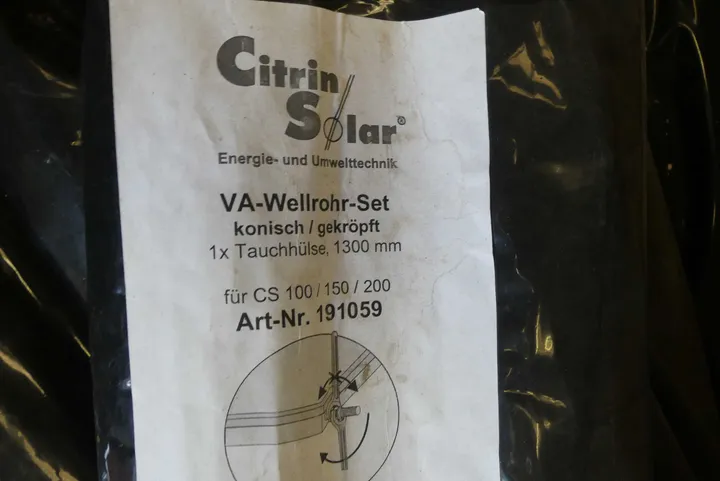 Citrin
Solar®
Energie- und Umwelttechnik
VA-Wellrohr-Set
konisch / gekröpft
1x Tauchhülse, 1300 mm
für CS 100 / 150 / 200
Art-Nr. 191059